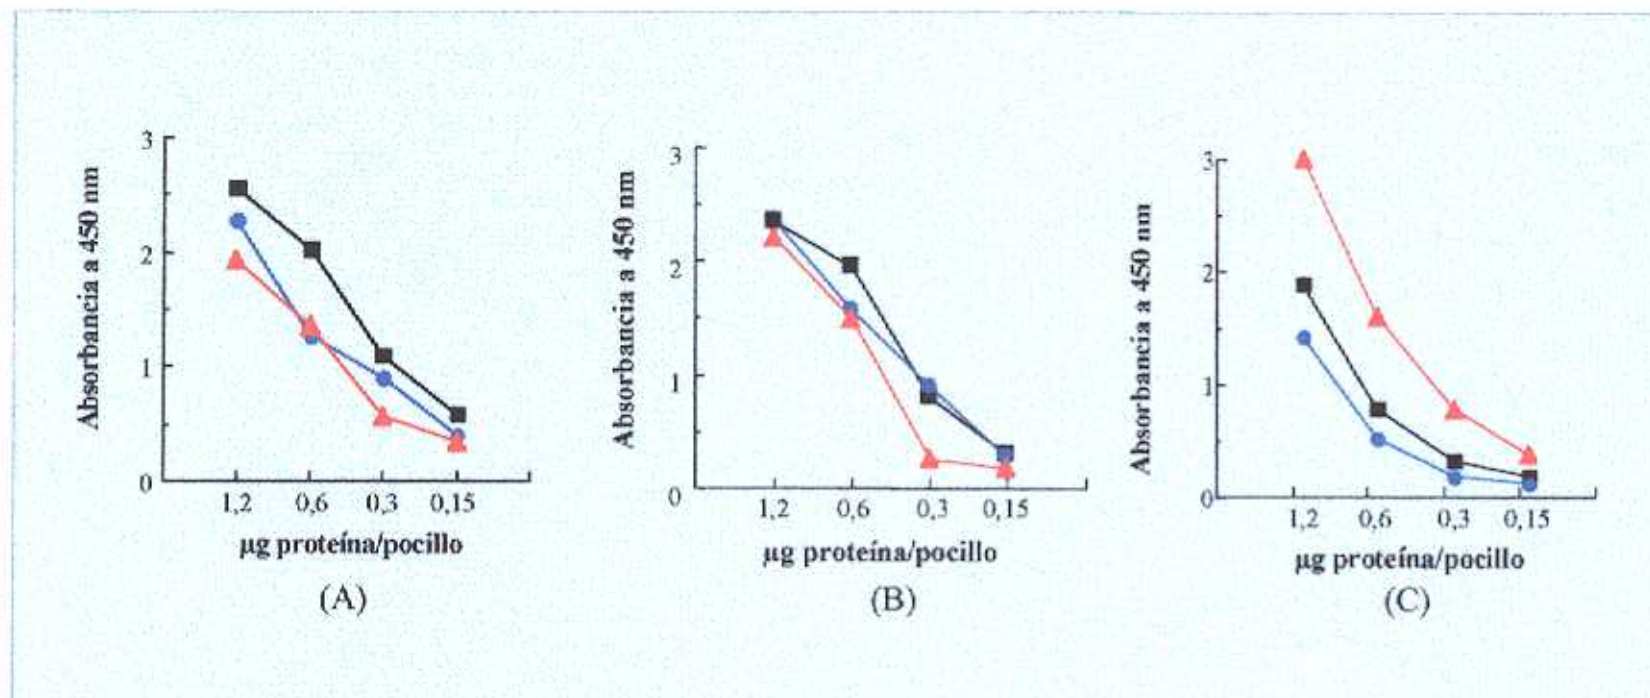 Absorbancia a 450 nm
3
2
1
0
1,2 0,6 0,3 0,15
µg proteína/pocillo
(A)
Absorbancia a 450 nm
3
2
1
0
1,2 0,6 0,3 0,15
µg proteína/pocillo
(B)
Absorbancia a 450 nm
3
2
1
0
1,2 0,6 0,3 0,15
µg proteína/pocillo
(C)